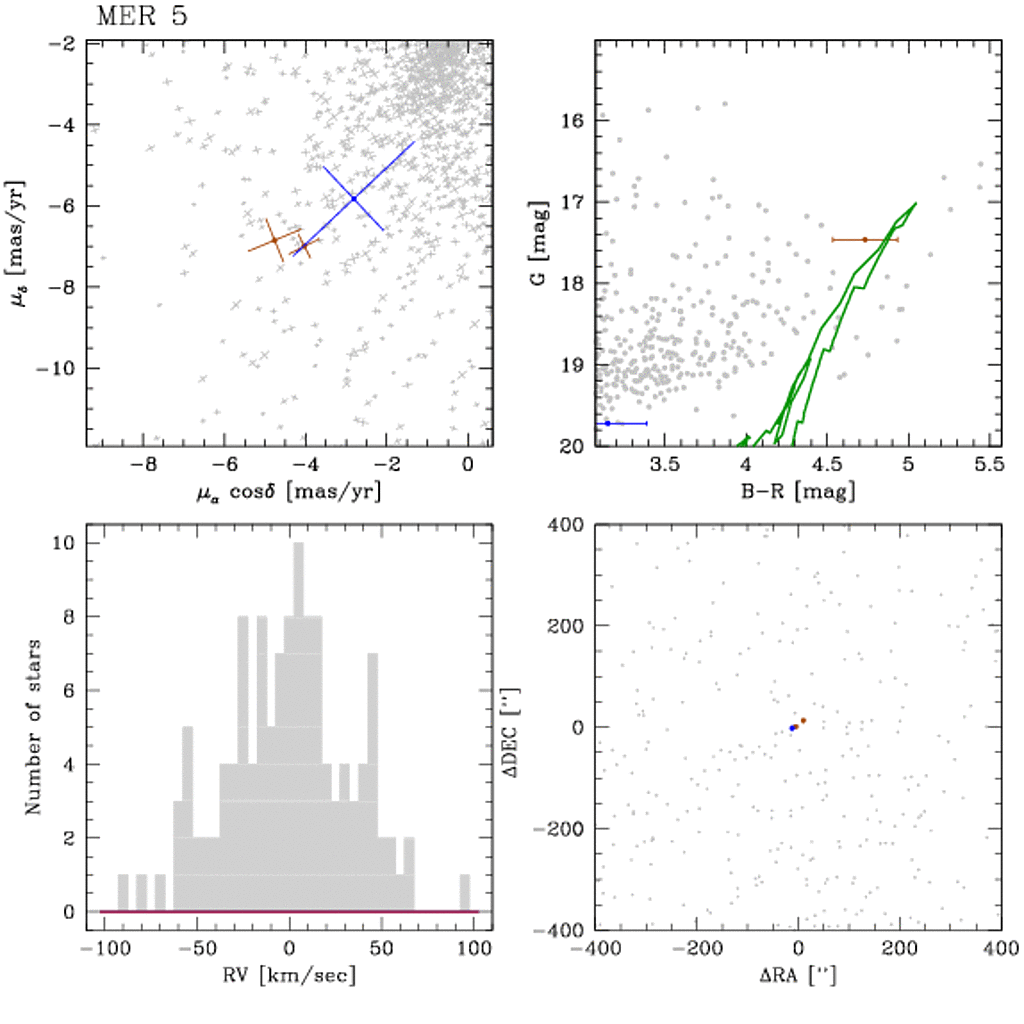 MER 5
−2
−4
−6
−8
−10
μδ [mas/yr]
−8 −6 −4 −2 0
μα cosδ [mas/yr]
16
17
18
19
20
G [mag]
3.5 4 4.5 5 5.5
B−R [mag]
10
8
6
4
2
0
Number of stars
−100 −50 0 50 100
RV [km/sec]
400
200
0
−200
−400
ΔDEC [″]
−400 −200 0 200 400
ΔRA [″]